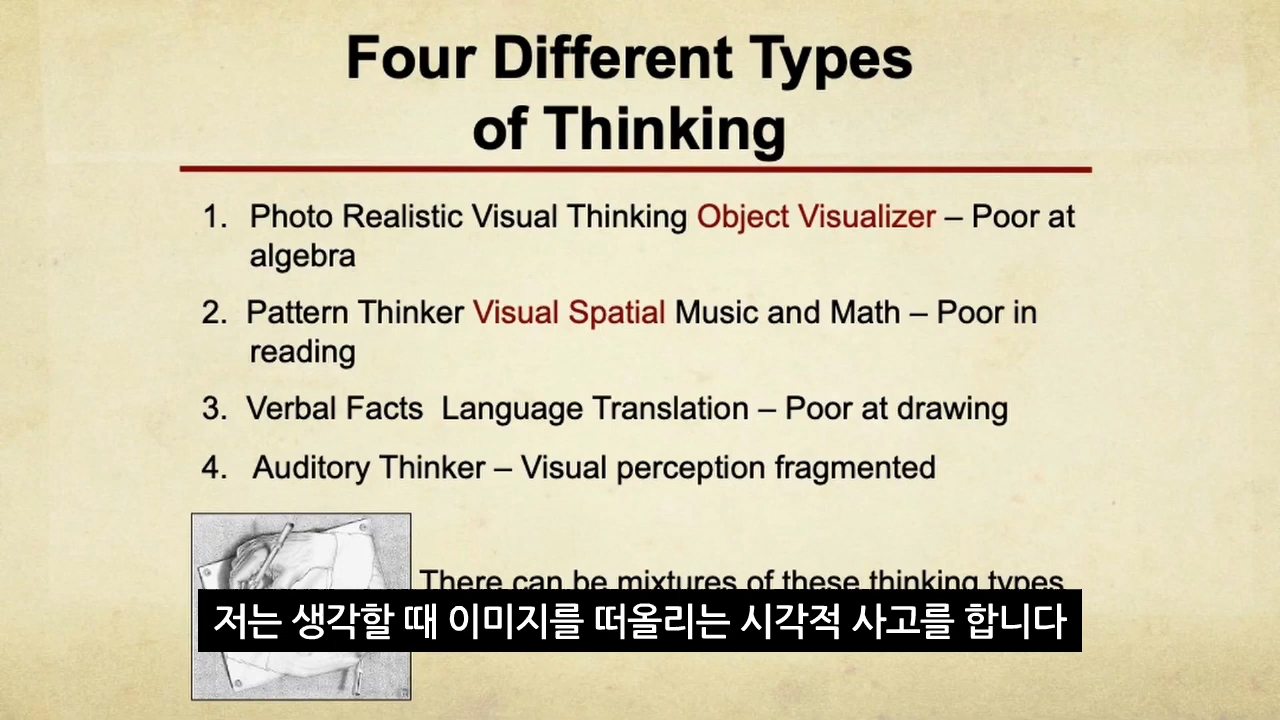 Four Different Types
of Thinking
1. Photo Realistic Visual Thinking Object Visualizer – Poor at
algebra
2. Pattern Thinker Visual Spatial Music and Math – Poor in
reading
3. Verbal Facts Language Translation – Poor at drawing
4. Auditory Thinker – Visual perception fragmented
There can be mixtures of these thinking types
저는 생각할 때 이미지를 떠올리는 시각적 사고를 합니다